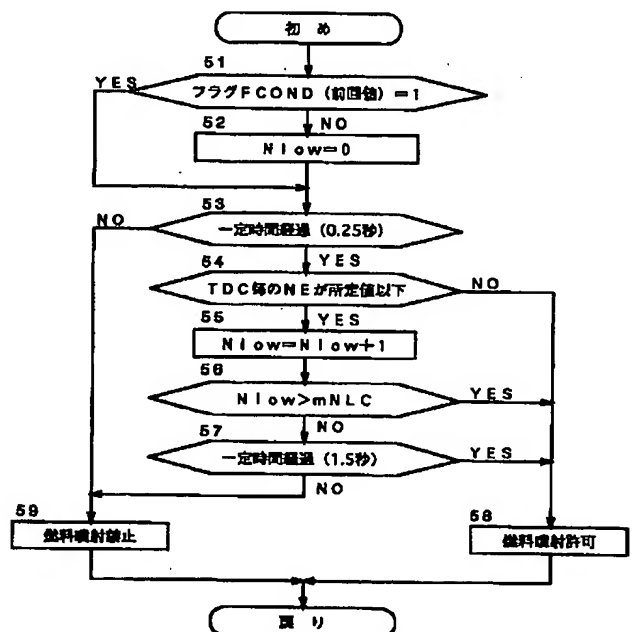 初め
51
フラグFCOND（前回値）＝1
YES
NO
52
Nlow＝0
53
一定時間経過（0.25秒）
NO
YES
54
TDC毎のNEが所定値以下
NO
YES
55
Nlow＝Nlow＋1
56
Nlow＞mNLC
YES
NO
57
一定時間経過（1.5秒）
YES
NO
59
燃料噴射禁止
58
燃料噴射許可
戻り